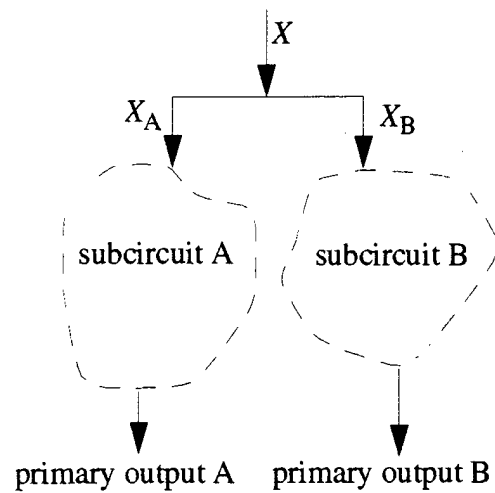 X
X_A
X_B
subcircuit A
subcircuit B
primary output A
primary output B